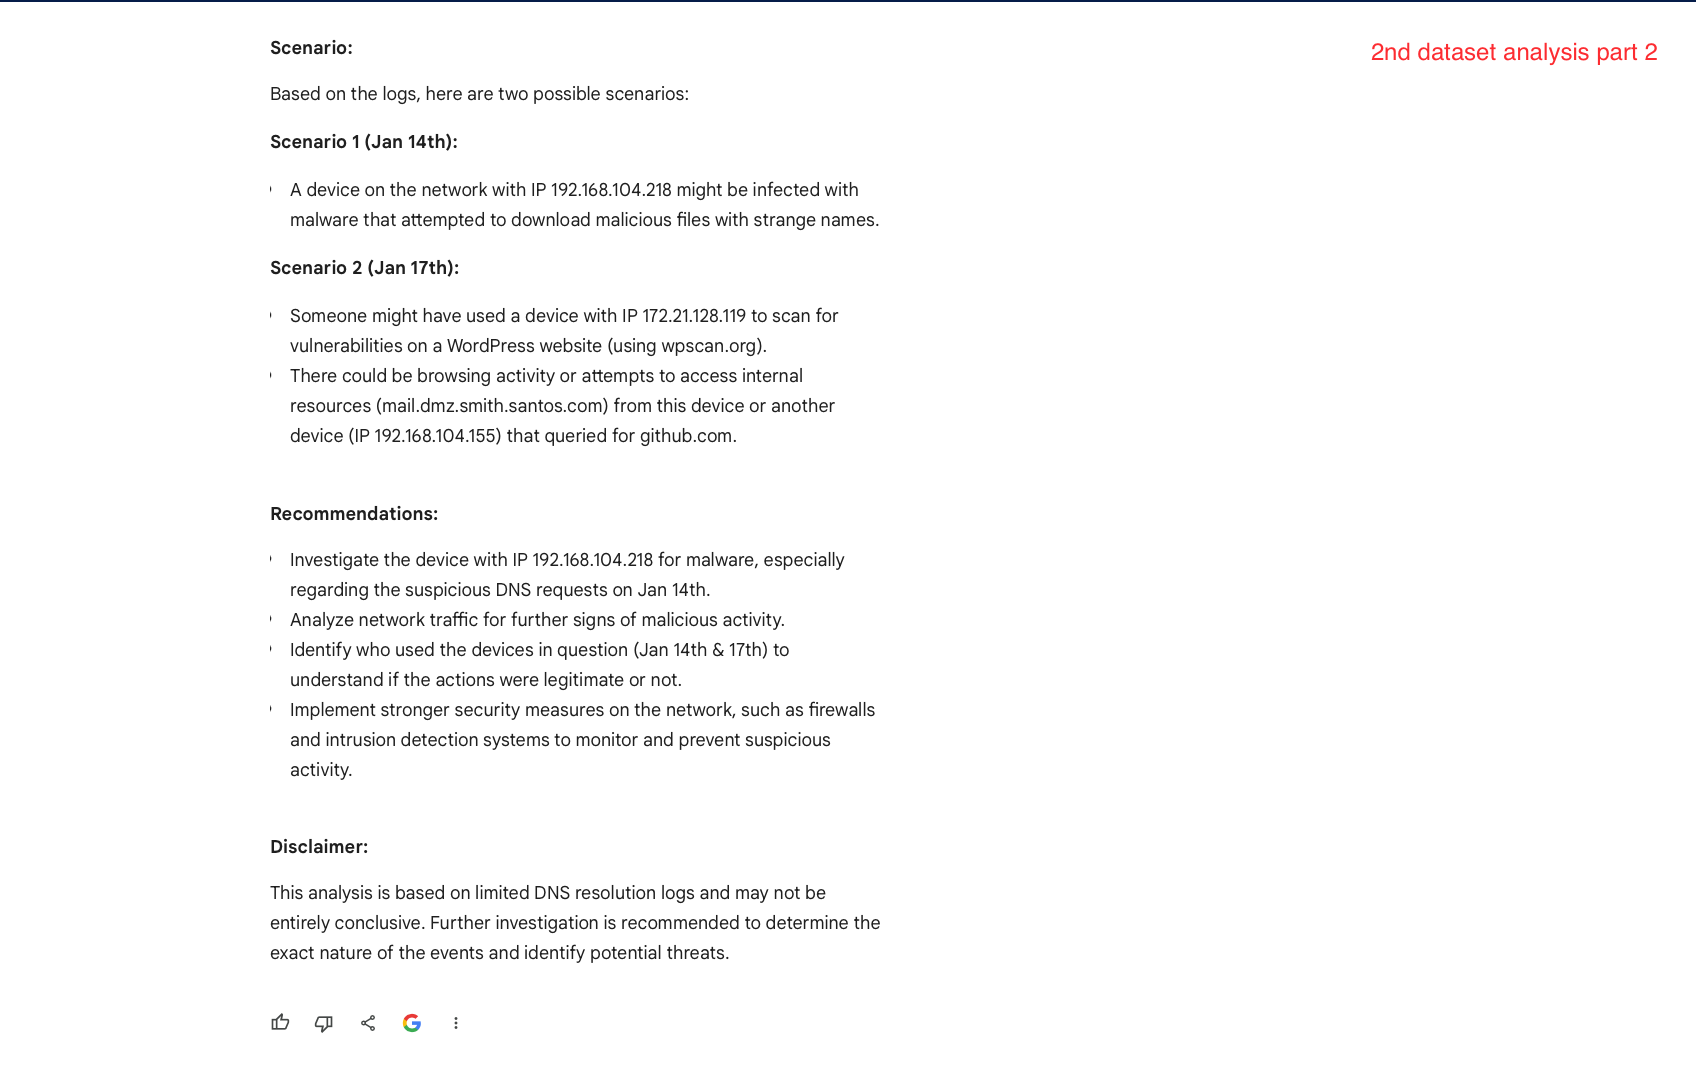 2nd dataset analysis part 2
Scenario:
Based on the logs, here are two possible scenarios:
Scenario 1 (Jan 14th):
A device on the network with IP 192.168.104.218 might be infected with
malware that attempted to download malicious files with strange names.
Scenario 2 (Jan 17th):
Someone might have used a device with IP 172.21.128.119 to scan for
vulnerabilities on a WordPress website (using wpscan.org).
There could be browsing activity or attempts to access internal
resources (mail.dmz.smith.santos.com) from this device or another
device (IP 192.168.104.155) that queried for github.com.
Recommendations:
Investigate the device with IP 192.168.104.218 for malware, especially
regarding the suspicious DNS requests on Jan 14th.
Analyze network traffic for further signs of malicious activity.
Identify who used the devices in question (Jan 14th & 17th) to
understand if the actions were legitimate or not.
Implement stronger security measures on the network, such as firewalls
and intrusion detection systems to monitor and prevent suspicious
activity.
Disclaimer:
This analysis is based on limited DNS resolution logs and may not be
entirely conclusive. Further investigation is recommended to determine the
exact nature of the events and identify potential threats.